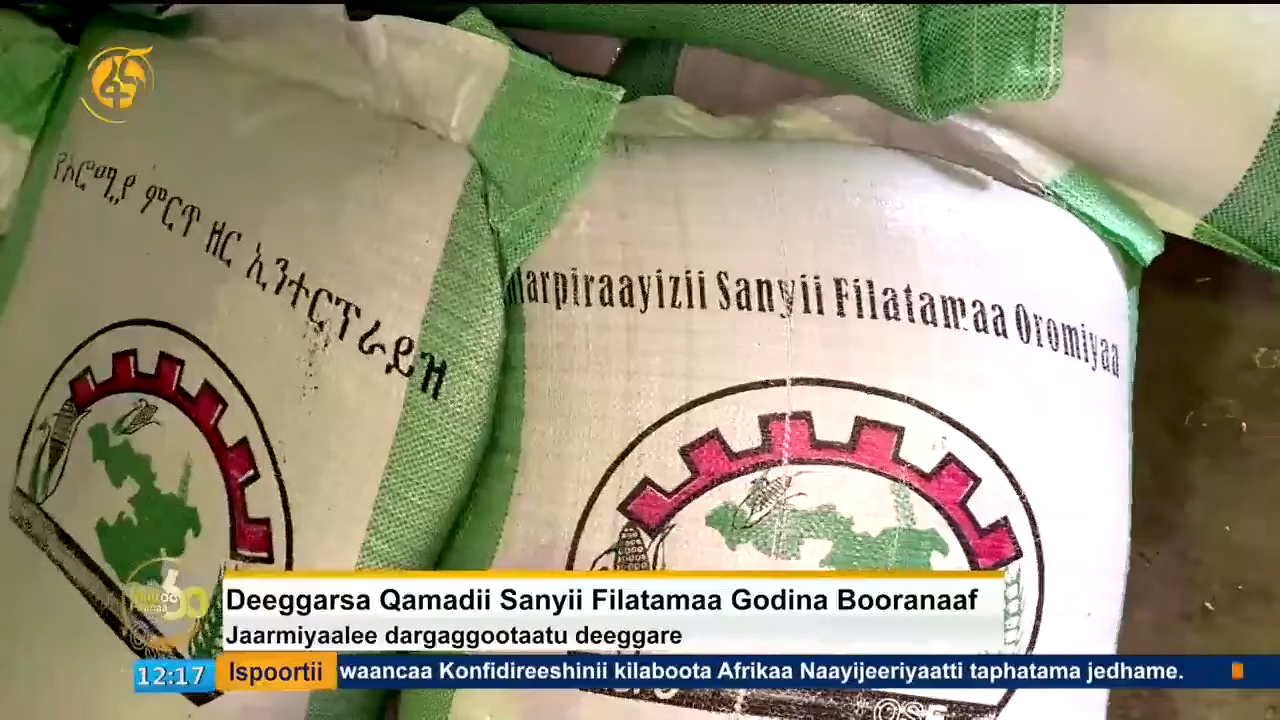 የኦሮሚያ ምርጥ ዘር ኢንተርፕራይዝ
Sanyii Filatamaa Oromiyaa
OSE
Deeggarsa Qamadii Sanyii Filatamaa Godina Booranaaf
Jaarmiyaalee dargaggootaatu deeggare
12:17
Ispoortii
waancaa Konfidireeshinii kilaboota Afrikaa Naayijeeriyaatti taphatama jedhame.